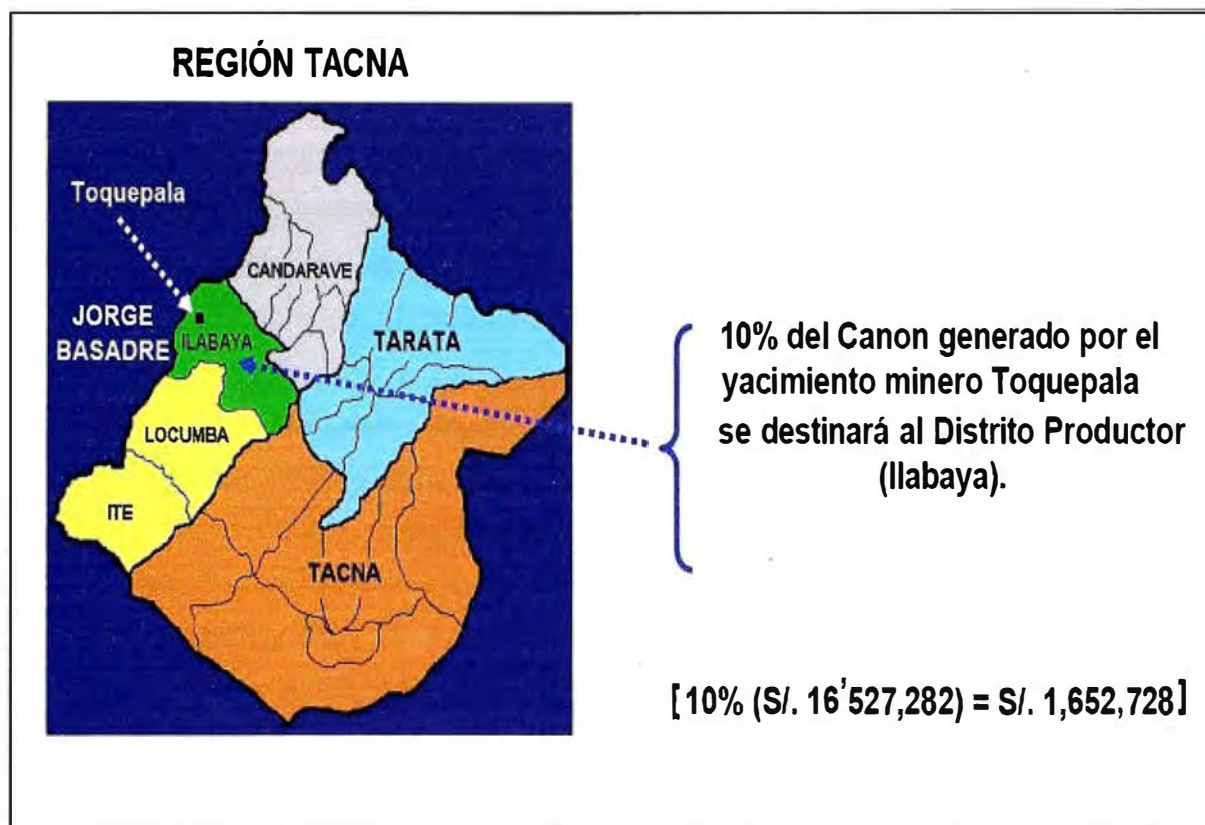 REGIÓN TACNA
Toquepala
CANDARAVE
JORGE
BASADRE
ILABAYA
TARATA
LOCUMBA
ITE
TACNA
10% del Canon generado por el
yacimiento minero Toquepala
se destinará al Distrito Productor
(Ilabaya).
[10% (S/. 16'527,282) = S/. 1,652,728]